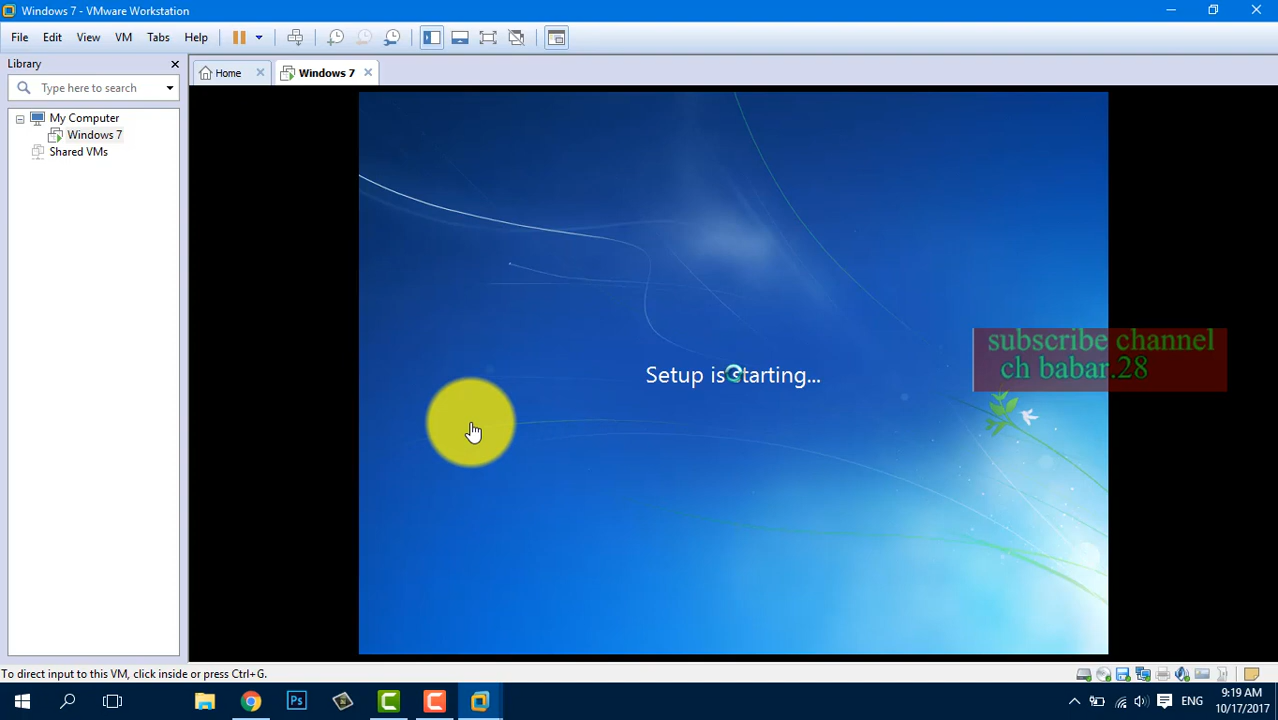 Windows 7 - VMware Workstation
File Edit View VM Tabs Help
Library
Type here to search
My Computer
Windows 7
Shared VMs
Home
Windows 7
Setup is starting...
subscribe channel
ch babar.28
To direct input to this VM, click inside or press Ctrl+G.
Ps
ENG
9:19 AM
10/17/2017